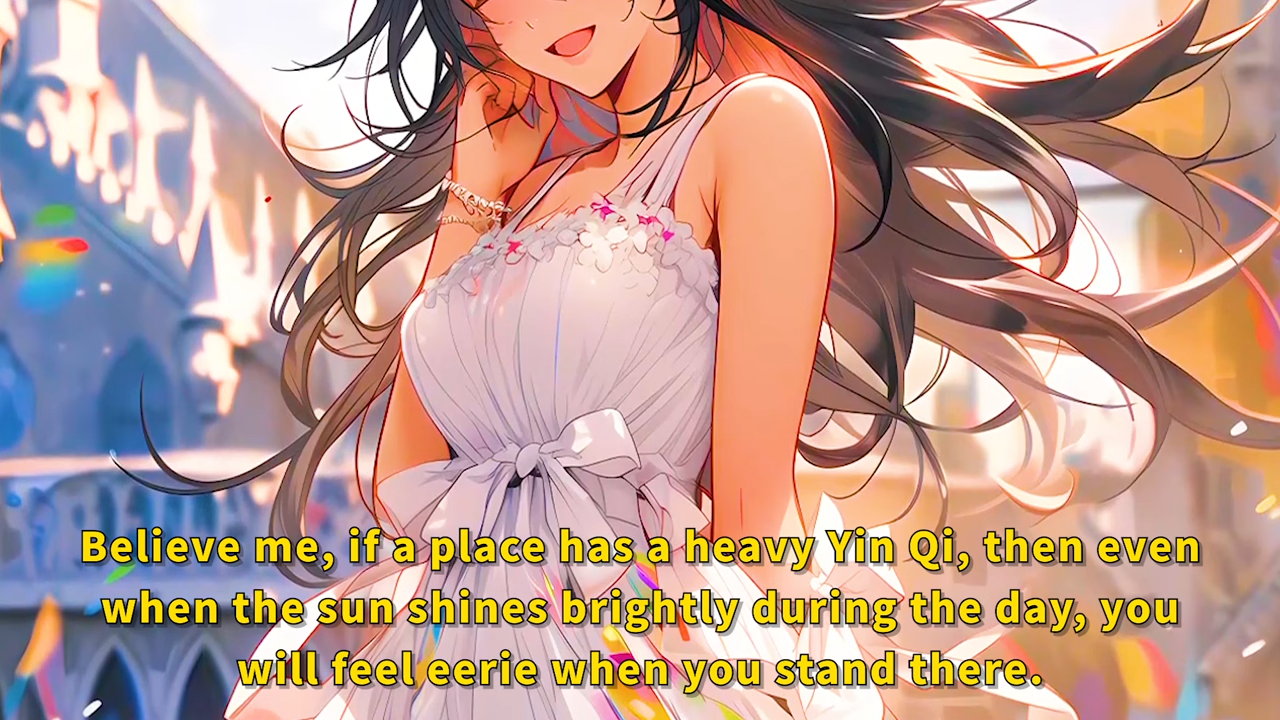 Believe me, if a place has a heavy Yin Qi, then even
when the sun shines brightly during the day, you
will feel eerie when you stand there.